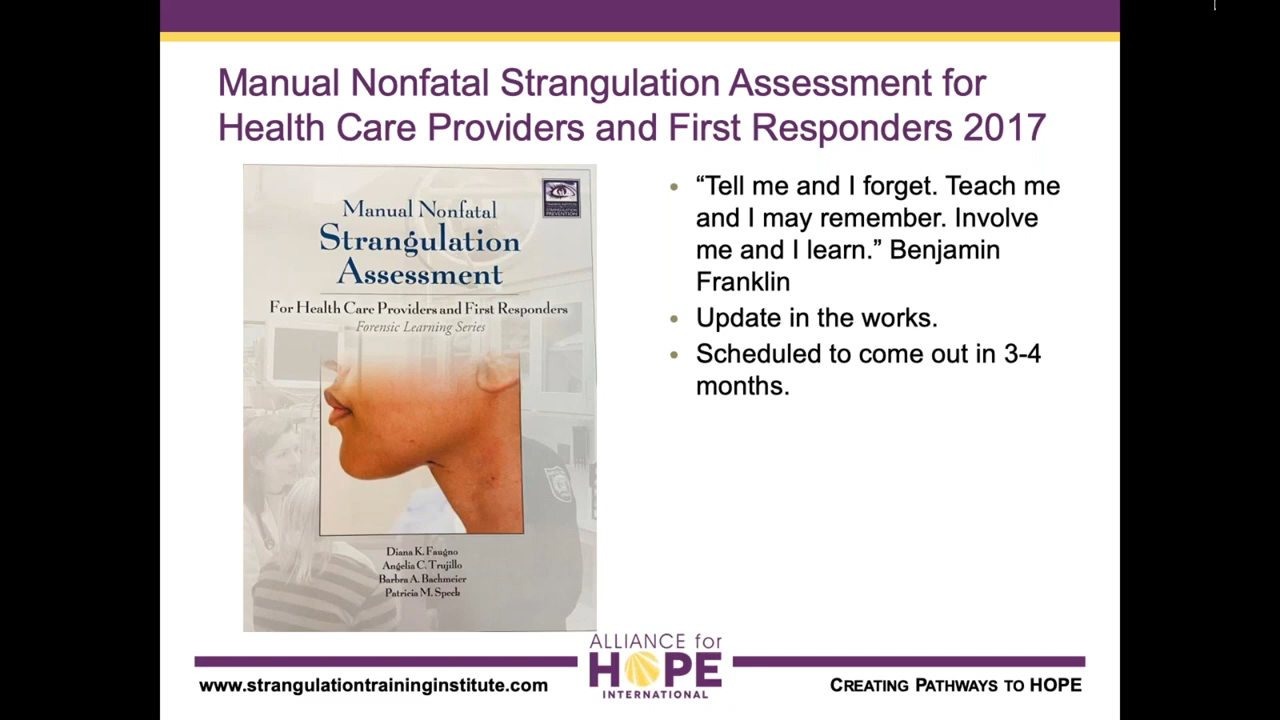 Manual Nonfatal Strangulation Assessment for
Health Care Providers and First Responders 2017
Manual Nonfatal
Strangulation
Assessment
For Health Care Providers and First Responders
Forensic Learning Series
Diana K. Faugno
Angelia C. Trujillo
Barbra A. Bachmeier
Patricia M. Speck
• “Tell me and I forget. Teach me
and I may remember. Involve
me and I learn.” Benjamin
Franklin
• Update in the works.
• Scheduled to come out in 3-4
months.
www.strangulationtraininginstitute.com
ALLIANCE for
HOPE
INTERNATIONAL
CREATING PATHWAYS TO HOPE